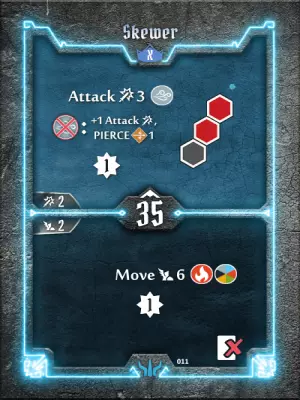 Skewer
X
Attack 3
+1 Attack,
PIERCE 1
1
2
35
2
Move 6
1
011